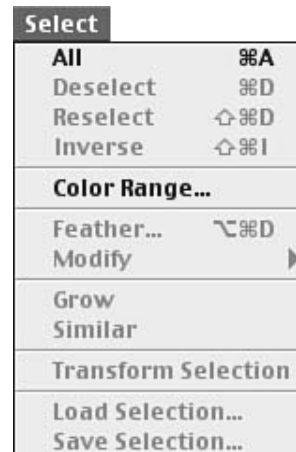 Select
All ⌘A
Deselect ⌘D
Reselect ⇧⌘D
Inverse ⇧⌘I
Color Range...
Feather... ⌥⌘D
Modify
Grow
Similar
Transform Selection
Load Selection...
Save Selection...